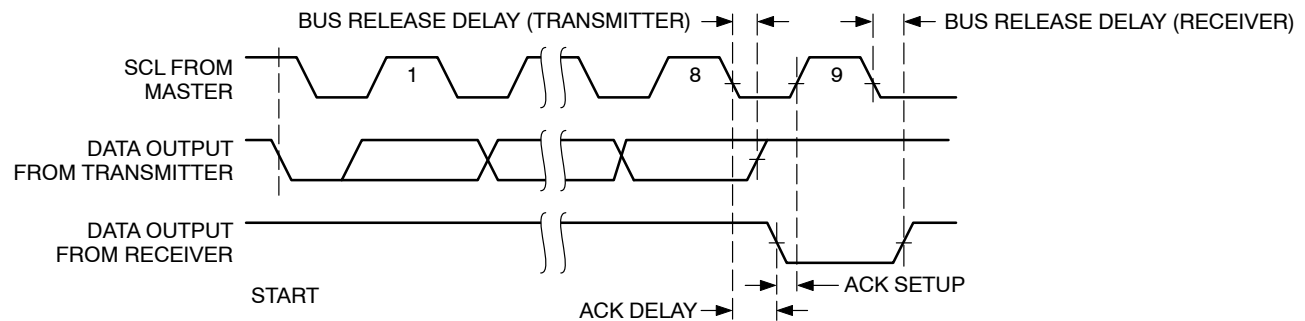 BUS RELEASE DELAY (TRANSMITTER)
BUS RELEASE DELAY (RECEIVER)
SCL FROM
MASTER
1
8
9
DATA OUTPUT
FROM TRANSMITTER
DATA OUTPUT
FROM RECEIVER
START
ACK SETUP
ACK DELAY